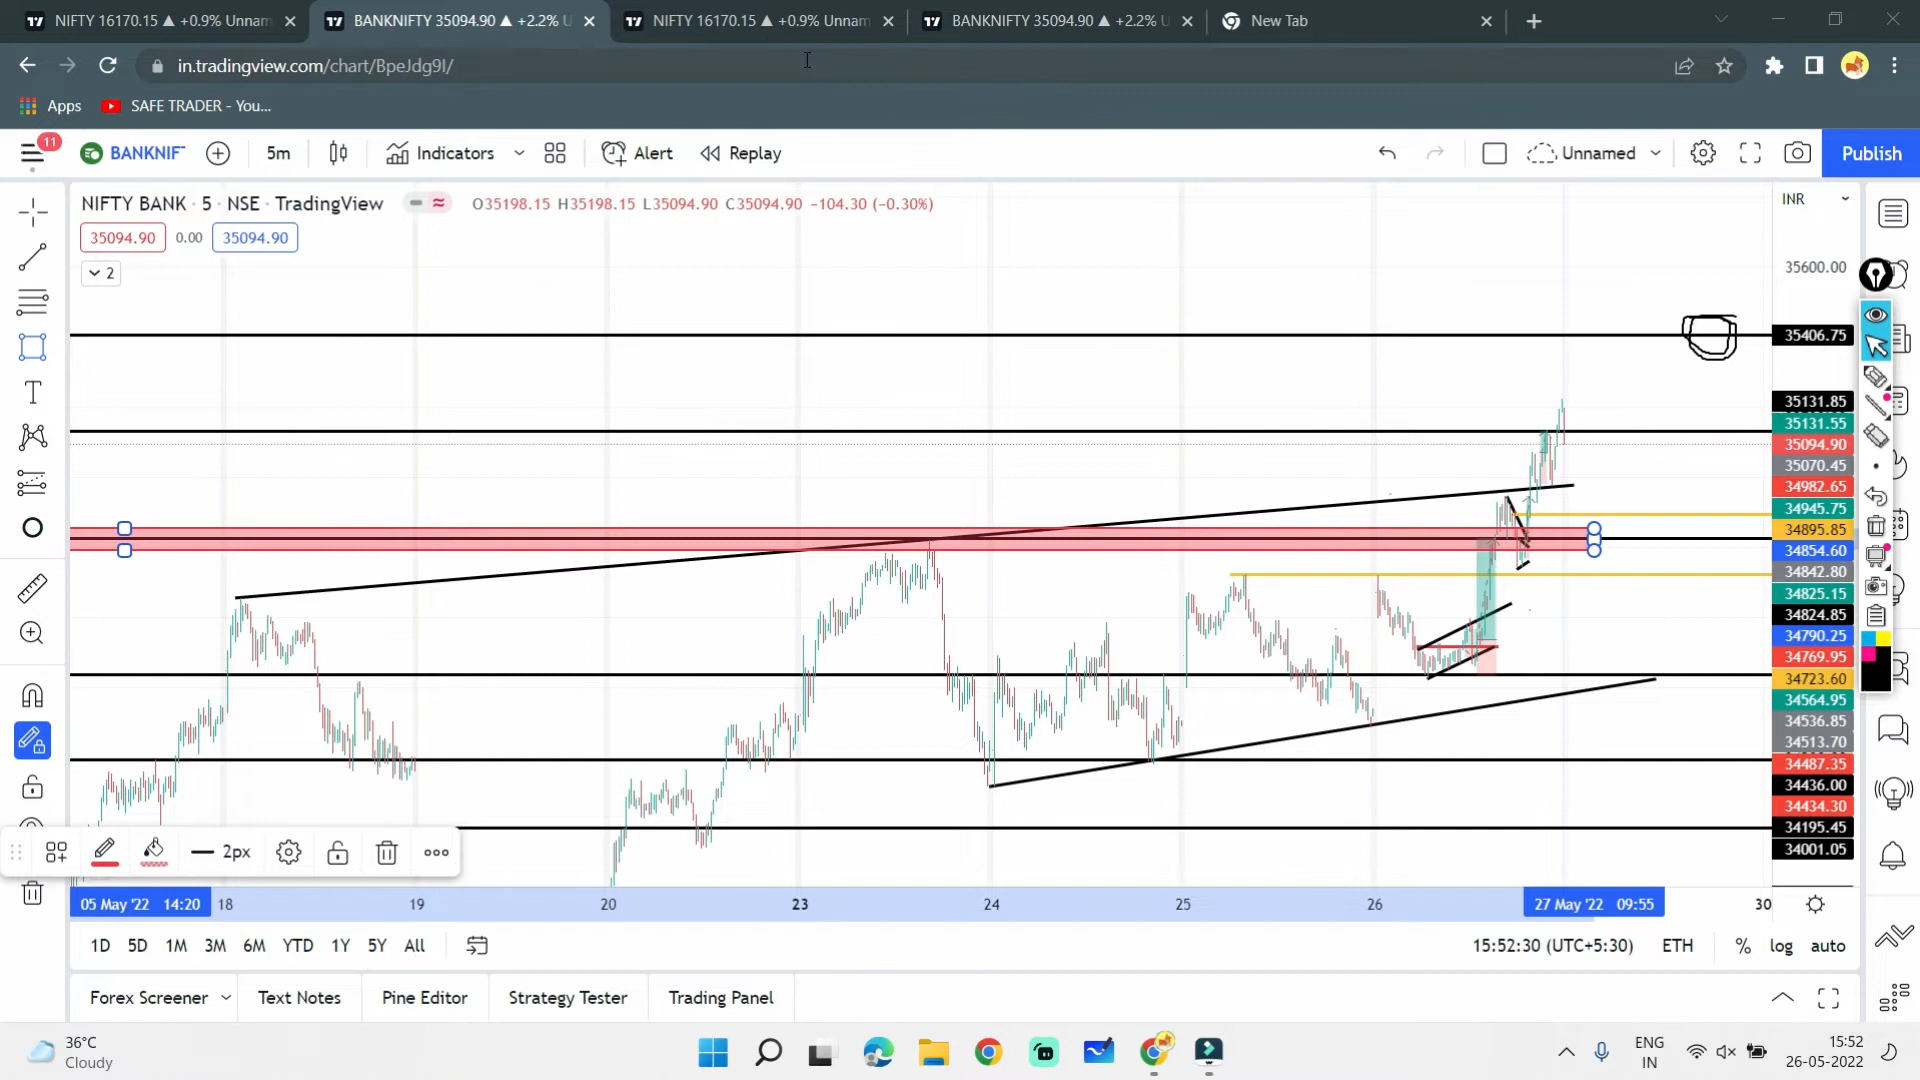 NIFTY 16170.15 ▲ +0.9% Unnam
BANKNIFTY 35094.90 ▲ +2.2% U
NIFTY 16170.15 ▲ +0.9% Unnam
BANKNIFTY 35094.90 ▲ +2.2% U
New Tab
in.tradingview.com/chart/BpeJdg9I/
Apps
SAFE TRADER - You...
11
BANKNIF
5m
Indicators
Alert
Replay
Unnamed
Publish
NIFTY BANK · 5 · NSE · TradingView
O35198.15 H35198.15 L35094.90 C35094.90 −104.30 (−0.30%)
INR
35094.90
0.00
35094.90
2
35600.00
35406.75
35131.85
35131.55
35094.90
35070.45
34982.65
34945.75
34895.85
34854.60
34842.80
34825.15
34824.85
34790.25
34769.95
34723.60
34564.95
34536.85
34513.70
34487.35
34436.00
34434.30
34195.45
34001.05
2px
05 May '22 14:20
18
19
20
23
24
25
26
27 May '22 09:55
30
1D 5D 1M 3M 6M YTD 1Y 5Y All
15:52:30 (UTC+5:30)
ETH
% log auto
Forex Screener
Text Notes
Pine Editor
Strategy Tester
Trading Panel
36°C
Cloudy
ENG
IN
15:52
26-05-2022